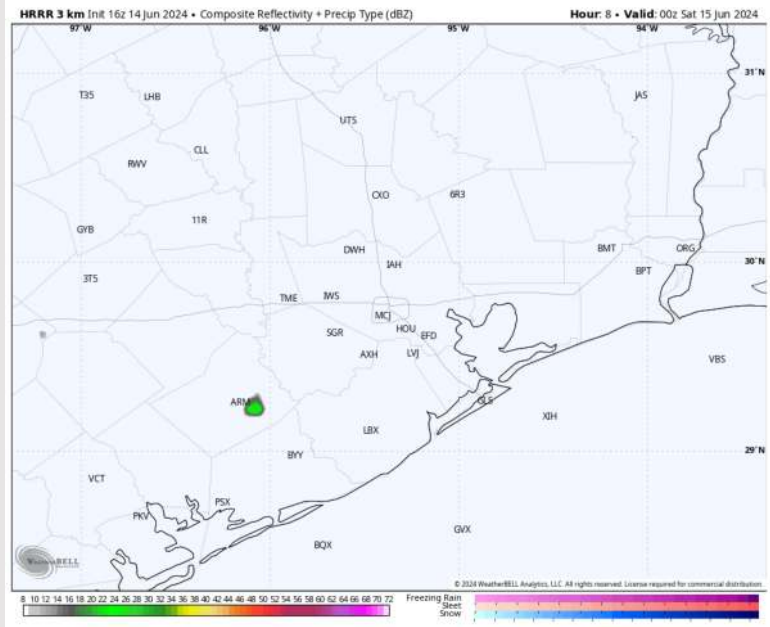 HRRR 3 km Init 16z 14 Jun 2024 • Composite Reflectivity + Precip Type (dBZ) Hour: 8 • Valid: 00z Sat 15 Jun 2024
97°W 96°W 95°W 94°W
31°N
T35 LHB JAS
UTS
CLL
RWV
CXO 6R3
11R
GYB
DWH BMT ORG
IAH 30°N
BPT
3T5
TME IWS
MCJ
SGR HOU EFD
AXH LVJ
VBS
ARM GLS
XIH
LBX
BYY 29°N
VCT
PSX
PKV
GVX
BQX
WeatherBELL
© 2024 WeatherBELL Analytics, LLC. All rights reserved. License required for commercial distribution.
8 10 12 14 16 18 20 22 24 26 28 30 32 34 36 38 40 42 44 46 48 50 52 54 56 58 60 62 64 66 68 70 72
Freezing Rain
Sleet
Snow